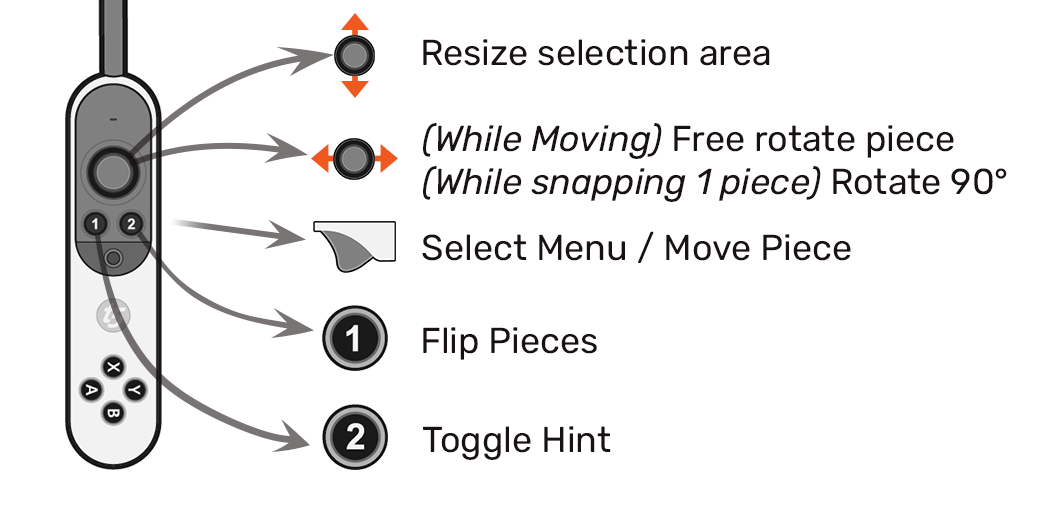 Resize selection area
(While Moving) Free rotate piece
(While snapping 1 piece) Rotate 90°
1 2
Select Menu / Move Piece
1 Flip Pieces
X
A Y
B
2 Toggle Hint